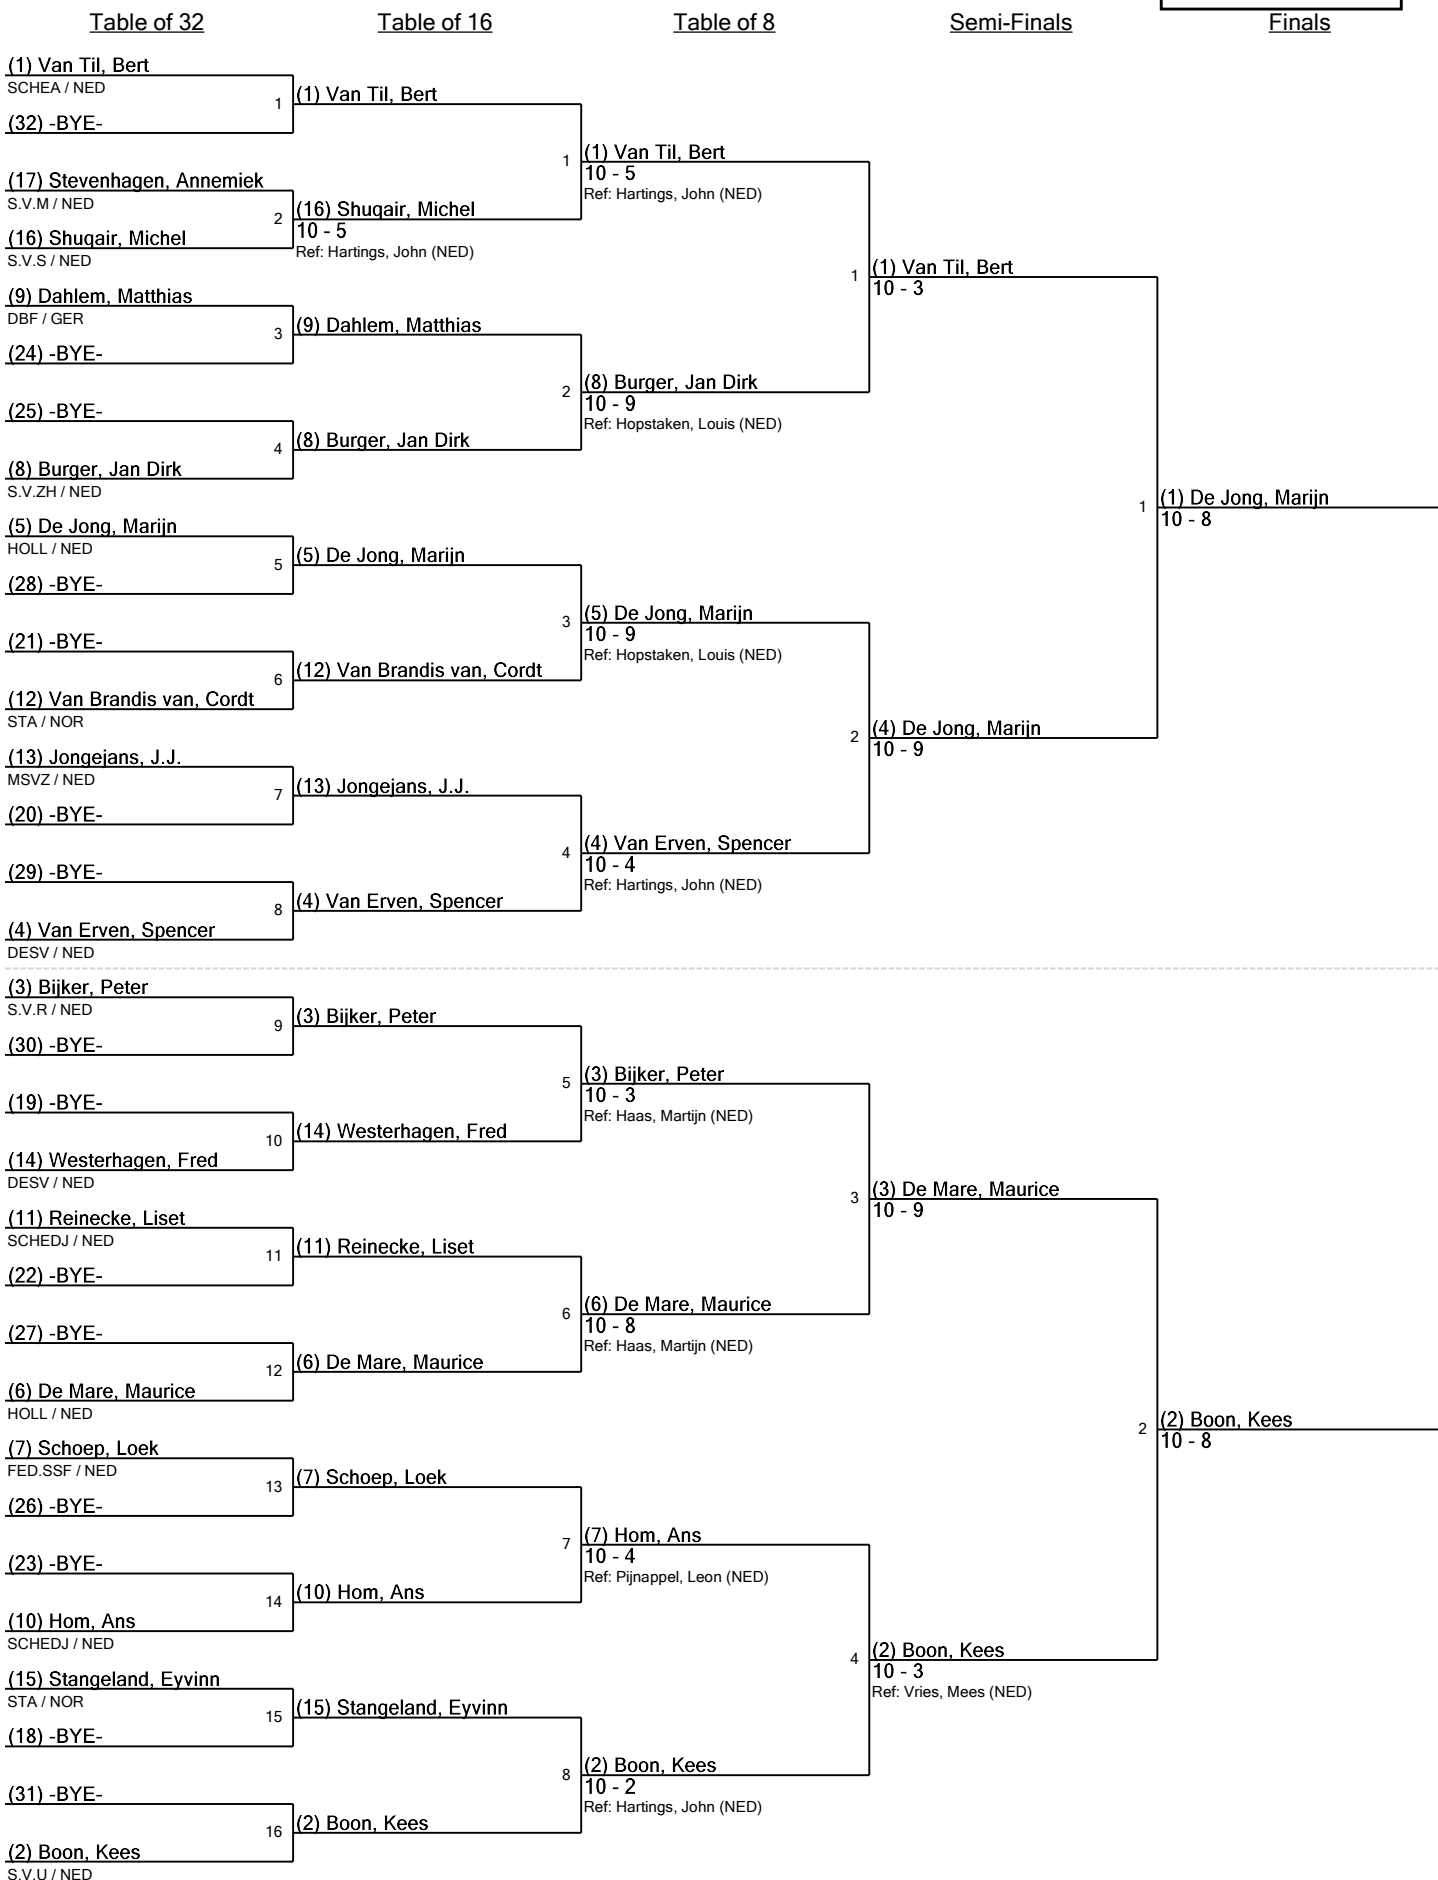 Table of 32
Table of 16
Table of 8
Semi-Finals
Finals
(1) Van Til, Bert
SCHEA / NED
1
(32) -BYE-
(17) Stevenhagen, Annemiek
S.V.M / NED
2
(16) Shuqair, Michel
S.V.S / NED
(9) Dahlem, Matthias
DBF / GER
3
(24) -BYE-
(25) -BYE-
4
(8) Burger, Jan Dirk
S.V.ZH / NED
(5) De Jong, Marijn
HOLL / NED
5
(28) -BYE-
(21) -BYE-
6
(12) Van Brandis van, Cordt
STA / NOR
(13) Jongejans, J.J.
MSVZ / NED
7
(20) -BYE-
(29) -BYE-
8
(4) Van Erven, Spencer
DESV / NED
(3) Bijker, Peter
S.V.R / NED
9
(30) -BYE-
(19) -BYE-
10
(14) Westerhagen, Fred
DESV / NED
(11) Reinecke, Liset
SCHEDJ / NED
11
(22) -BYE-
(27) -BYE-
12
(6) De Mare, Maurice
HOLL / NED
(7) Schoep, Loek
FED.SSF / NED
13
(26) -BYE-
(23) -BYE-
14
(10) Hom, Ans
SCHEDJ / NED
(15) Stangeland, Eyvinn
STA / NOR
15
(18) -BYE-
(31) -BYE-
16
(2) Boon, Kees
S.V.U / NED
(1) Van Til, Bert
1
(16) Shuqair, Michel
10 - 5
Ref: Hartings, John (NED)
(9) Dahlem, Matthias
2
(8) Burger, Jan Dirk
(5) De Jong, Marijn
3
(12) Van Brandis van, Cordt
(13) Jongejans, J.J.
4
(4) Van Erven, Spencer
(3) Bijker, Peter
5
(14) Westerhagen, Fred
(11) Reinecke, Liset
6
(6) De Mare, Maurice
(7) Schoep, Loek
7
(10) Hom, Ans
(15) Stangeland, Eyvinn
8
(2) Boon, Kees
(1) Van Til, Bert
10 - 5
Ref: Hartings, John (NED)
1
(8) Burger, Jan Dirk
10 - 9
Ref: Hopstaken, Louis (NED)
(5) De Jong, Marijn
10 - 9
Ref: Hopstaken, Louis (NED)
2
(4) Van Erven, Spencer
10 - 4
Ref: Hartings, John (NED)
(3) Bijker, Peter
10 - 3
Ref: Haas, Martijn (NED)
3
(6) De Mare, Maurice
10 - 8
Ref: Haas, Martijn (NED)
(7) Hom, Ans
10 - 4
Ref: Pijnappel, Leon (NED)
4
(2) Boon, Kees
10 - 2
Ref: Hartings, John (NED)
(1) Van Til, Bert
10 - 3
1
(4) De Jong, Marijn
10 - 9
(3) De Mare, Maurice
10 - 9
2
(2) Boon, Kees
10 - 3
Ref: Vries, Mees (NED)
(1) De Jong, Marijn
10 - 8
(2) Boon, Kees
10 - 8